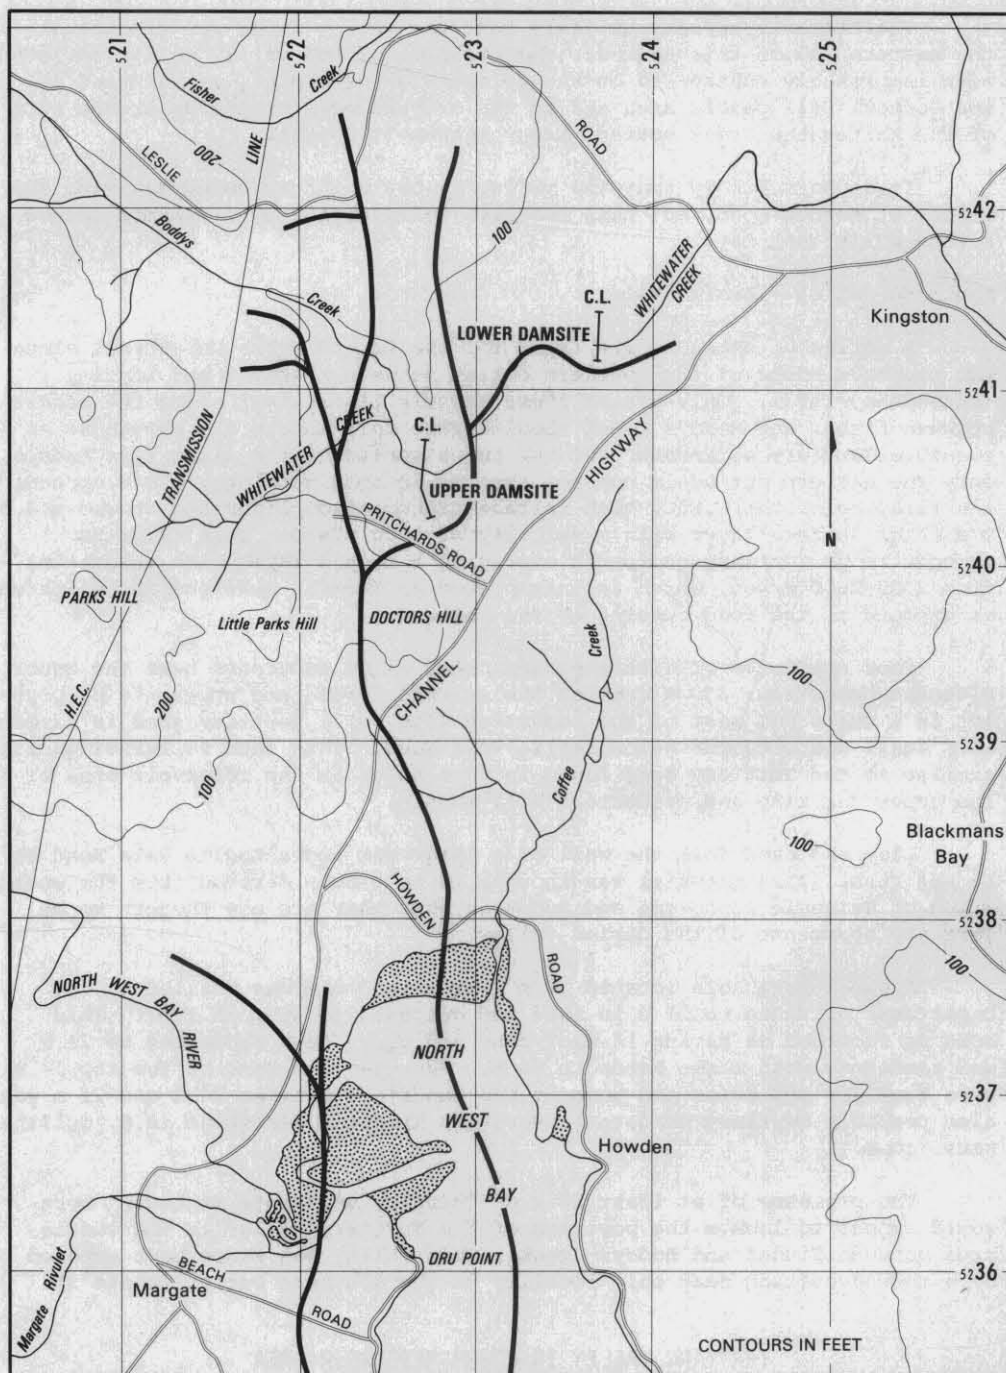 521
522
523
524
525
Fisher
Creek
LINE
200
LESLIE
ROAD
5242
Boddys
100
WHITEWATER
CREEK
C.L.
Creek
LOWER DAMSITE
Kingston
5241
TRANSMISSION
C.L.
CREEK
WHITEWATER
HIGHWAY
UPPER DAMSITE
PRITCHARDS ROAD
N
5240
PARKS HILL
Little Parks Hill
DOCTORS HILL
Creek
H.E.C.
200
CHANNEL
100
5239
100
Coffee
100
Blackmans
Bay
HOWDEN
5238
ROAD
100
NORTH WEST BAY
RIVER
NORTH
5237
WEST
Howden
BAY
DRU POINT
5236
Margate Rivulet
BEACH
Margate
ROAD
CONTOURS IN FEET